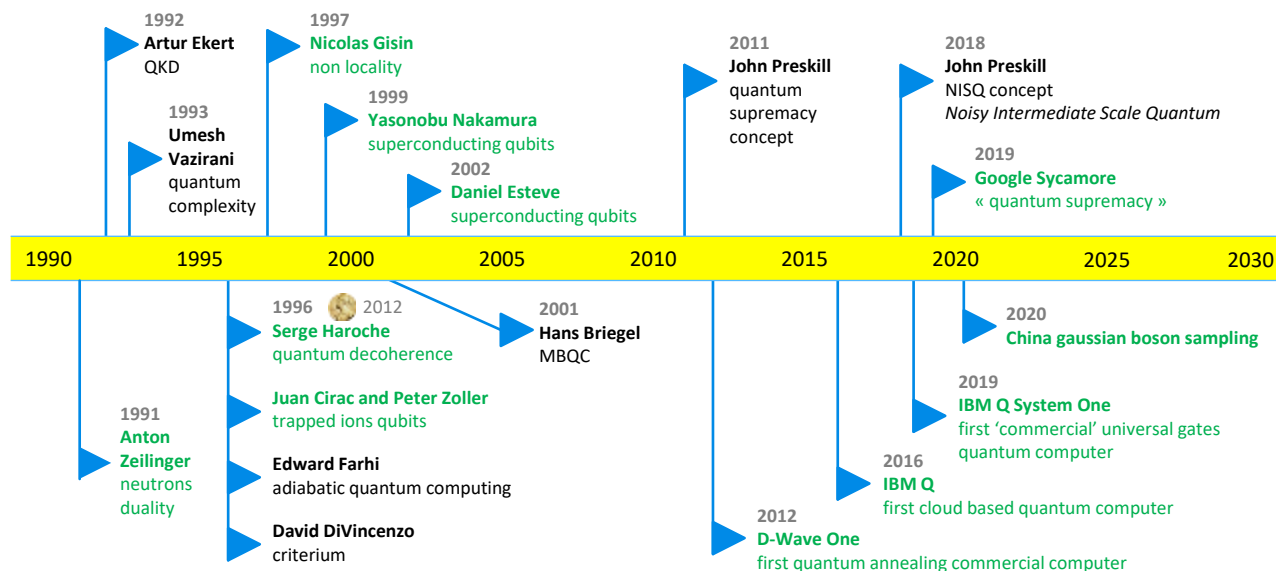 1992
Artur Ekert
QKD
1993
Umesh
Vazirani
quantum
complexity
1997
Nicolas Gisin
non locality
1999
Yasonobu Nakamura
superconducting qubits
2002
Daniel Esteve
superconducting qubits
2011
John Preskill
quantum
supremacy
concept
2018
John Preskill
NISQ concept
Noisy Intermediate Scale Quantum
2019
Google Sycamore
« quantum supremacy »
1990 1995 2000 2005 2010 2015 2020 2025 2030
1991
Anton
Zeilinger
neutrons
duality
1996 2012
Serge Haroche
quantum decoherence
Juan Cirac and Peter Zoller
trapped ions qubits
Edward Farhi
adiabatic quantum computing
David DiVincenzo
criterium
2001
Hans Briegel
MBQC
2012
D-Wave One
first quantum annealing commercial computer
2016
IBM Q
first cloud based quantum computer
2019
IBM Q System One
first ‘commercial’ universal gates
quantum computer
2020
China gaussian boson sampling